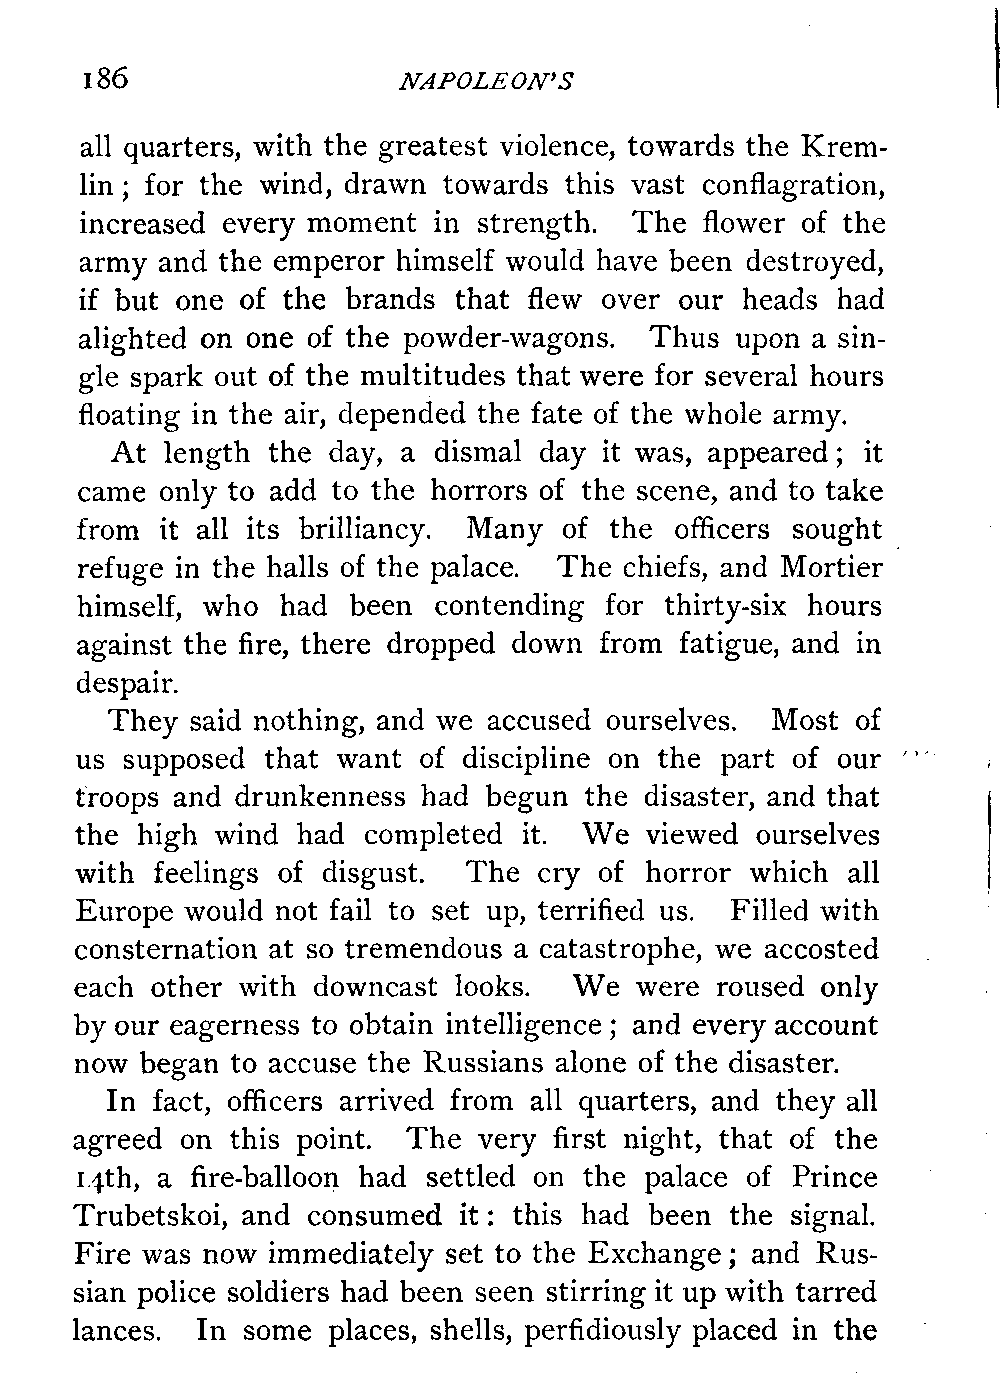 186 NAPOLEON'S
all quarters, with the greatest violence, towards the Krem-
lin; for the wind, drawn towards this vast conflagration,
increased every moment in strength. The flower of the
army and the emperor himself would have been destroyed,
if but one of the brands that flew over our heads had
alighted on one of the powder-wagons. Thus upon a sin-
gle spark out of the multitudes that were for several hours
floating in the air, depended the fate of the whole army.
At length the day, a dismal day it was, appeared; it
came only to add to the horrors of the scene, and to take
from it all its brilliancy. Many of the officers sought
refuge in the halls of the palace. The chiefs, and Mortier
himself, who had been contending for thirty-six hours
against the fire, there dropped down from fatigue, and in
despair.
They said nothing, and we accused ourselves. Most of
us supposed that want of discipline on the part of our
troops and drunkenness had begun the disaster, and that
the high wind had completed it. We viewed ourselves
with feelings of disgust. The cry of horror which all
Europe would not fail to set up, terrified us. Filled with
consternation at so tremendous a catastrophe, we accosted
each other with downcast looks. We were roused only
by our eagerness to obtain intelligence; and every account
now began to accuse the Russians alone of the disaster.
In fact, officers arrived from all quarters, and they all
agreed on this point. The very first night, that of the
14th, a fire-balloon had settled on the palace of Prince
Trubetskoi, and consumed it: this had been the signal.
Fire was now immediately set to the Exchange; and Rus-
sian police soldiers had been seen stirring it up with tarred
lances. In some places, shells, perfidiously placed in the